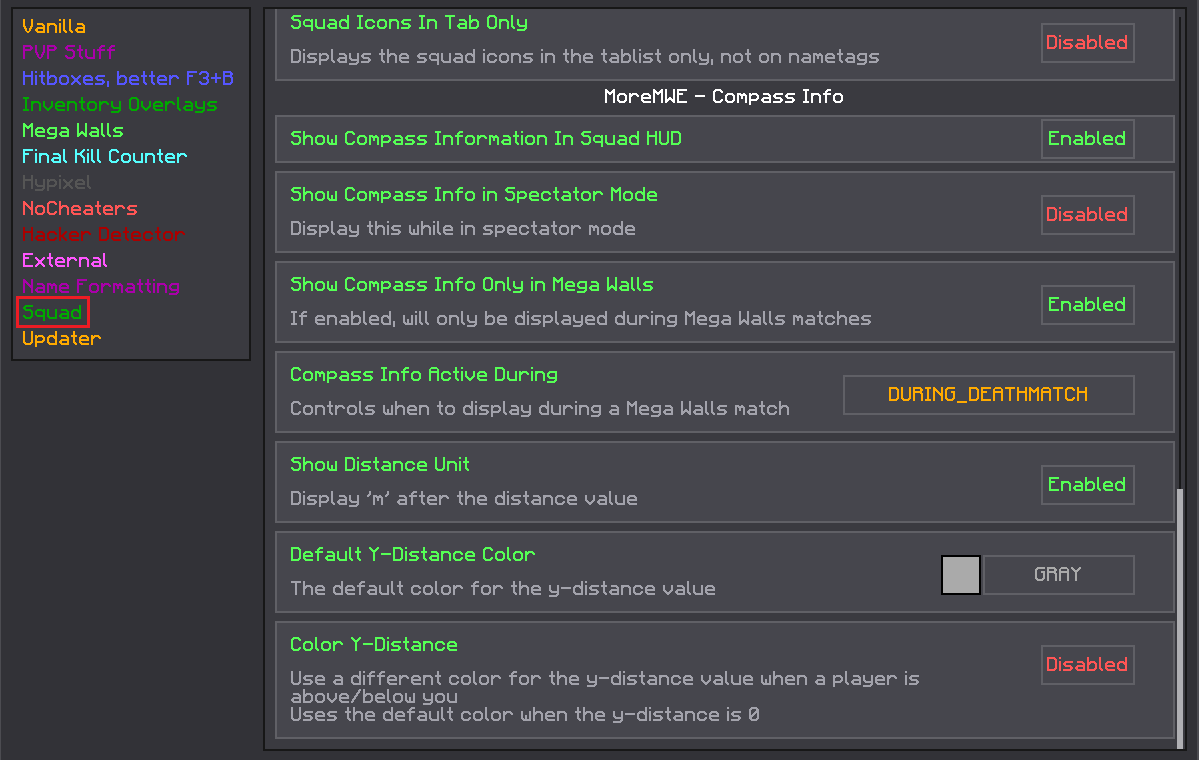 Vanilla
PVP Stuff
Hitboxes, better F3+B
Inventory Overlays
Mega Walls
Final Kill Counter
Hypixel
NoCheaters
Hacker Detector
External
Name Formatting
Squad
Updater
Squad Icons In Tab Only
Displays the squad icons in the tablist only, not on nametags
Disabled
MoreMWE - Compass Info
Show Compass Information In Squad HUD
Enabled
Show Compass Info in Spectator Mode
Display this while in spectator mode
Disabled
Show Compass Info Only in Mega Walls
If enabled, will only be displayed during Mega Walls matches
Enabled
Compass Info Active During
Controls when to display during a Mega Walls match
DURING_DEATHMATCH
Show Distance Unit
Display 'm' after the distance value
Enabled
Default Y-Distance Color
The default color for the y-distance value
GRAY
Color Y-Distance
Use a different color for the y-distance value when a player is
above/below you
Uses the default color when the y-distance is 0
Disabled